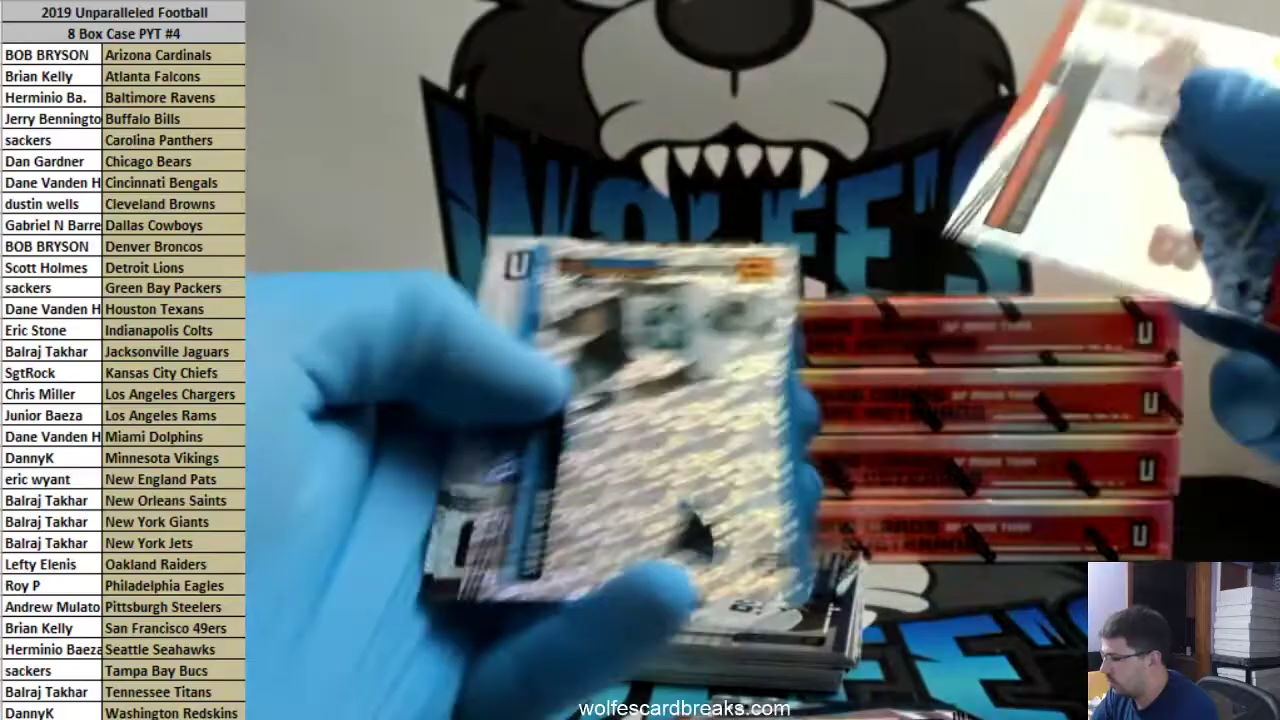 2019 Unparalleled Football
8 Box Case PYT #4
BOB BRYSON Arizona Cardinals
Brian Kelly Atlanta Falcons
Herminio Ba. Baltimore Ravens
Jerry Benningto Buffalo Bills
sackers Carolina Panthers
Dan Gardner Chicago Bears
Dane Vanden H Cincinnati Bengals
dustin wells Cleveland Browns
Gabriel N Barre Dallas Cowboys
BOB BRYSON Denver Broncos
Scott Holmes Detroit Lions
sackers Green Bay Packers
Dane Vanden H Houston Texans
Eric Stone Indianapolis Colts
Balraj Takhar Jacksonville Jaguars
SgtRock Kansas City Chiefs
Chris Miller Los Angeles Chargers
Junior Baeza Los Angeles Rams
Dane Vanden H Miami Dolphins
DannyK Minnesota Vikings
eric wyant New England Pats
Balraj Takhar New Orleans Saints
Balraj Takhar New York Giants
Balraj Takhar New York Jets
Lefty Elenis Oakland Raiders
Roy P Philadelphia Eagles
Andrew Mulato Pittsburgh Steelers
Brian Kelly San Francisco 49ers
Herminio Baeza Seattle Seahawks
sackers Tampa Bay Bucs
Balraj Takhar Tennessee Titans
DannyK Washington Redskins
WOLFE'S
U
U
U
U
U
wolfescardbreaks.com